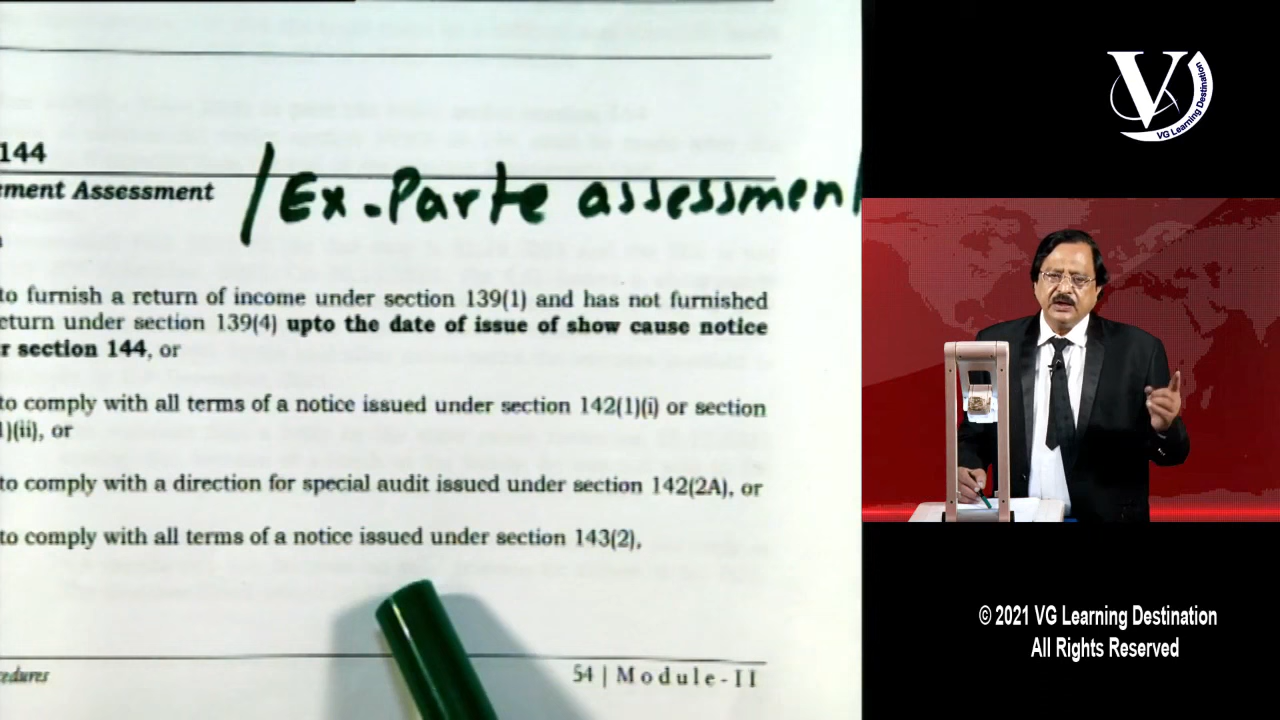 144
ment Assessment / Ex-Parte assessment
to furnish a return of income under section 139(1) and has not furnished
eturn under section 139(4) upto the date of issue of show cause notice
r section 144, or
to comply with all terms of a notice issued under section 142(1)(i) or section
1)(ii), or
to comply with a direction for special audit issued under section 142(2A), or
to comply with all terms of a notice issued under section 143(2),
edures
54 | Module-II
V
VG Learning Destination
© 2021 VG Learning Destination
All Rights Reserved